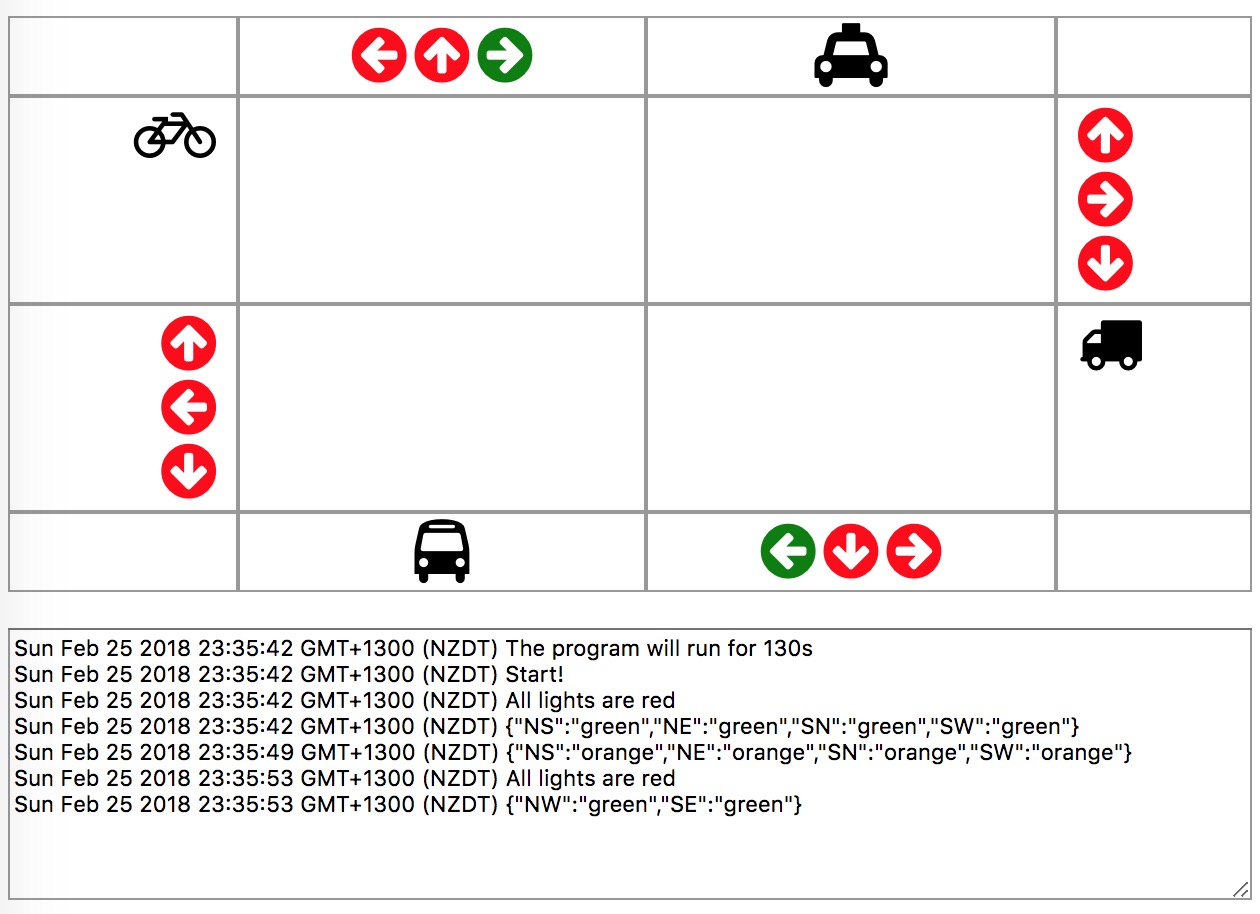 Sun Feb 25 2018 23:35:42 GMT+1300 (NZDT) The program will run for 130s
Sun Feb 25 2018 23:35:42 GMT+1300 (NZDT) Start!
Sun Feb 25 2018 23:35:42 GMT+1300 (NZDT) All lights are red
Sun Feb 25 2018 23:35:42 GMT+1300 (NZDT) {"NS":"green","NE":"green","SN":"green","SW":"green"}
Sun Feb 25 2018 23:35:49 GMT+1300 (NZDT) {"NS":"orange","NE":"orange","SN":"orange","SW":"orange"}
Sun Feb 25 2018 23:35:53 GMT+1300 (NZDT) All lights are red
Sun Feb 25 2018 23:35:53 GMT+1300 (NZDT) {"NW":"green","SE":"green"}